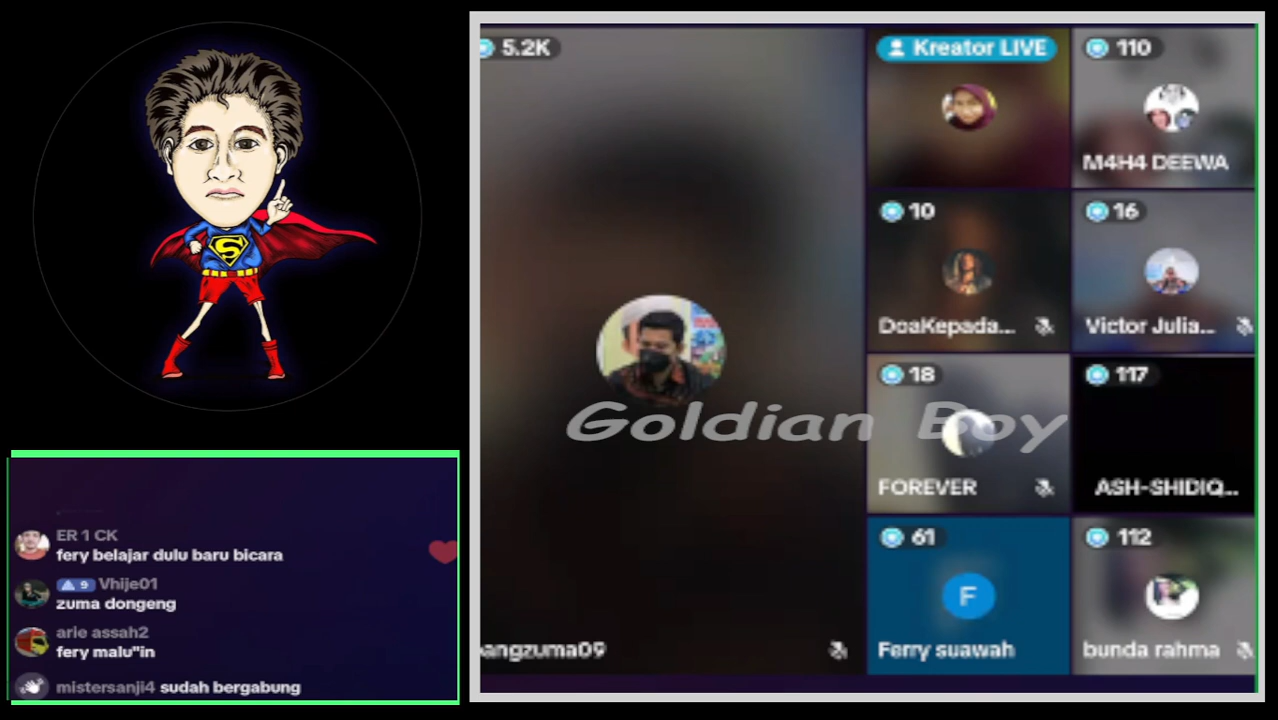 S
5.2K
Kreator LIVE
110
M4H4 DEEWA
10
DoaKepada...
16
Victor Julia...
18
FOREVER
117
ASH-SHIDIQ...
Goldian Boy
61
F
Ferry suawah
112
bunda rahma
angzuma09
ER 1 CK
fery belajar dulu baru bicara
9 Vhije01
zuma dongeng
arie assah2
fery malu"in
mistersanji4 sudah bergabung